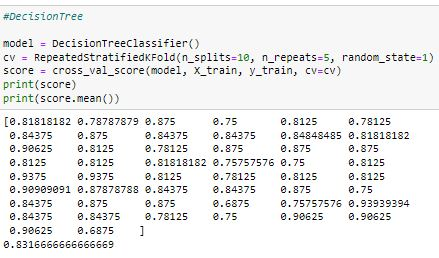 #DecisionTree
model = DecisionTreeClassifier()
cv = RepeatedStratifiedKFold(n_splits=10, n_repeats=5, random_state=1)
score = cross_val_score(model, X_train, y_train, cv=cv)
print(score)
print(score.mean())
[0.81818182 0.78787879 0.875      0.75       0.8125     0.78125
 0.84375    0.875      0.84375    0.84375    0.84848485 0.81818182
 0.90625    0.8125     0.78125    0.875      0.875      0.875
 0.8125     0.8125     0.81818182 0.75757576 0.75       0.8125
 0.9375     0.9375     0.8125     0.78125    0.8125     0.8125
 0.90909091 0.87878788 0.84375    0.84375    0.875      0.75
 0.84375    0.875      0.875      0.6875     0.75757576 0.93939394
 0.84375    0.84375    0.78125    0.75       0.90625    0.90625
 0.90625    0.6875    ]
0.8316666666666669